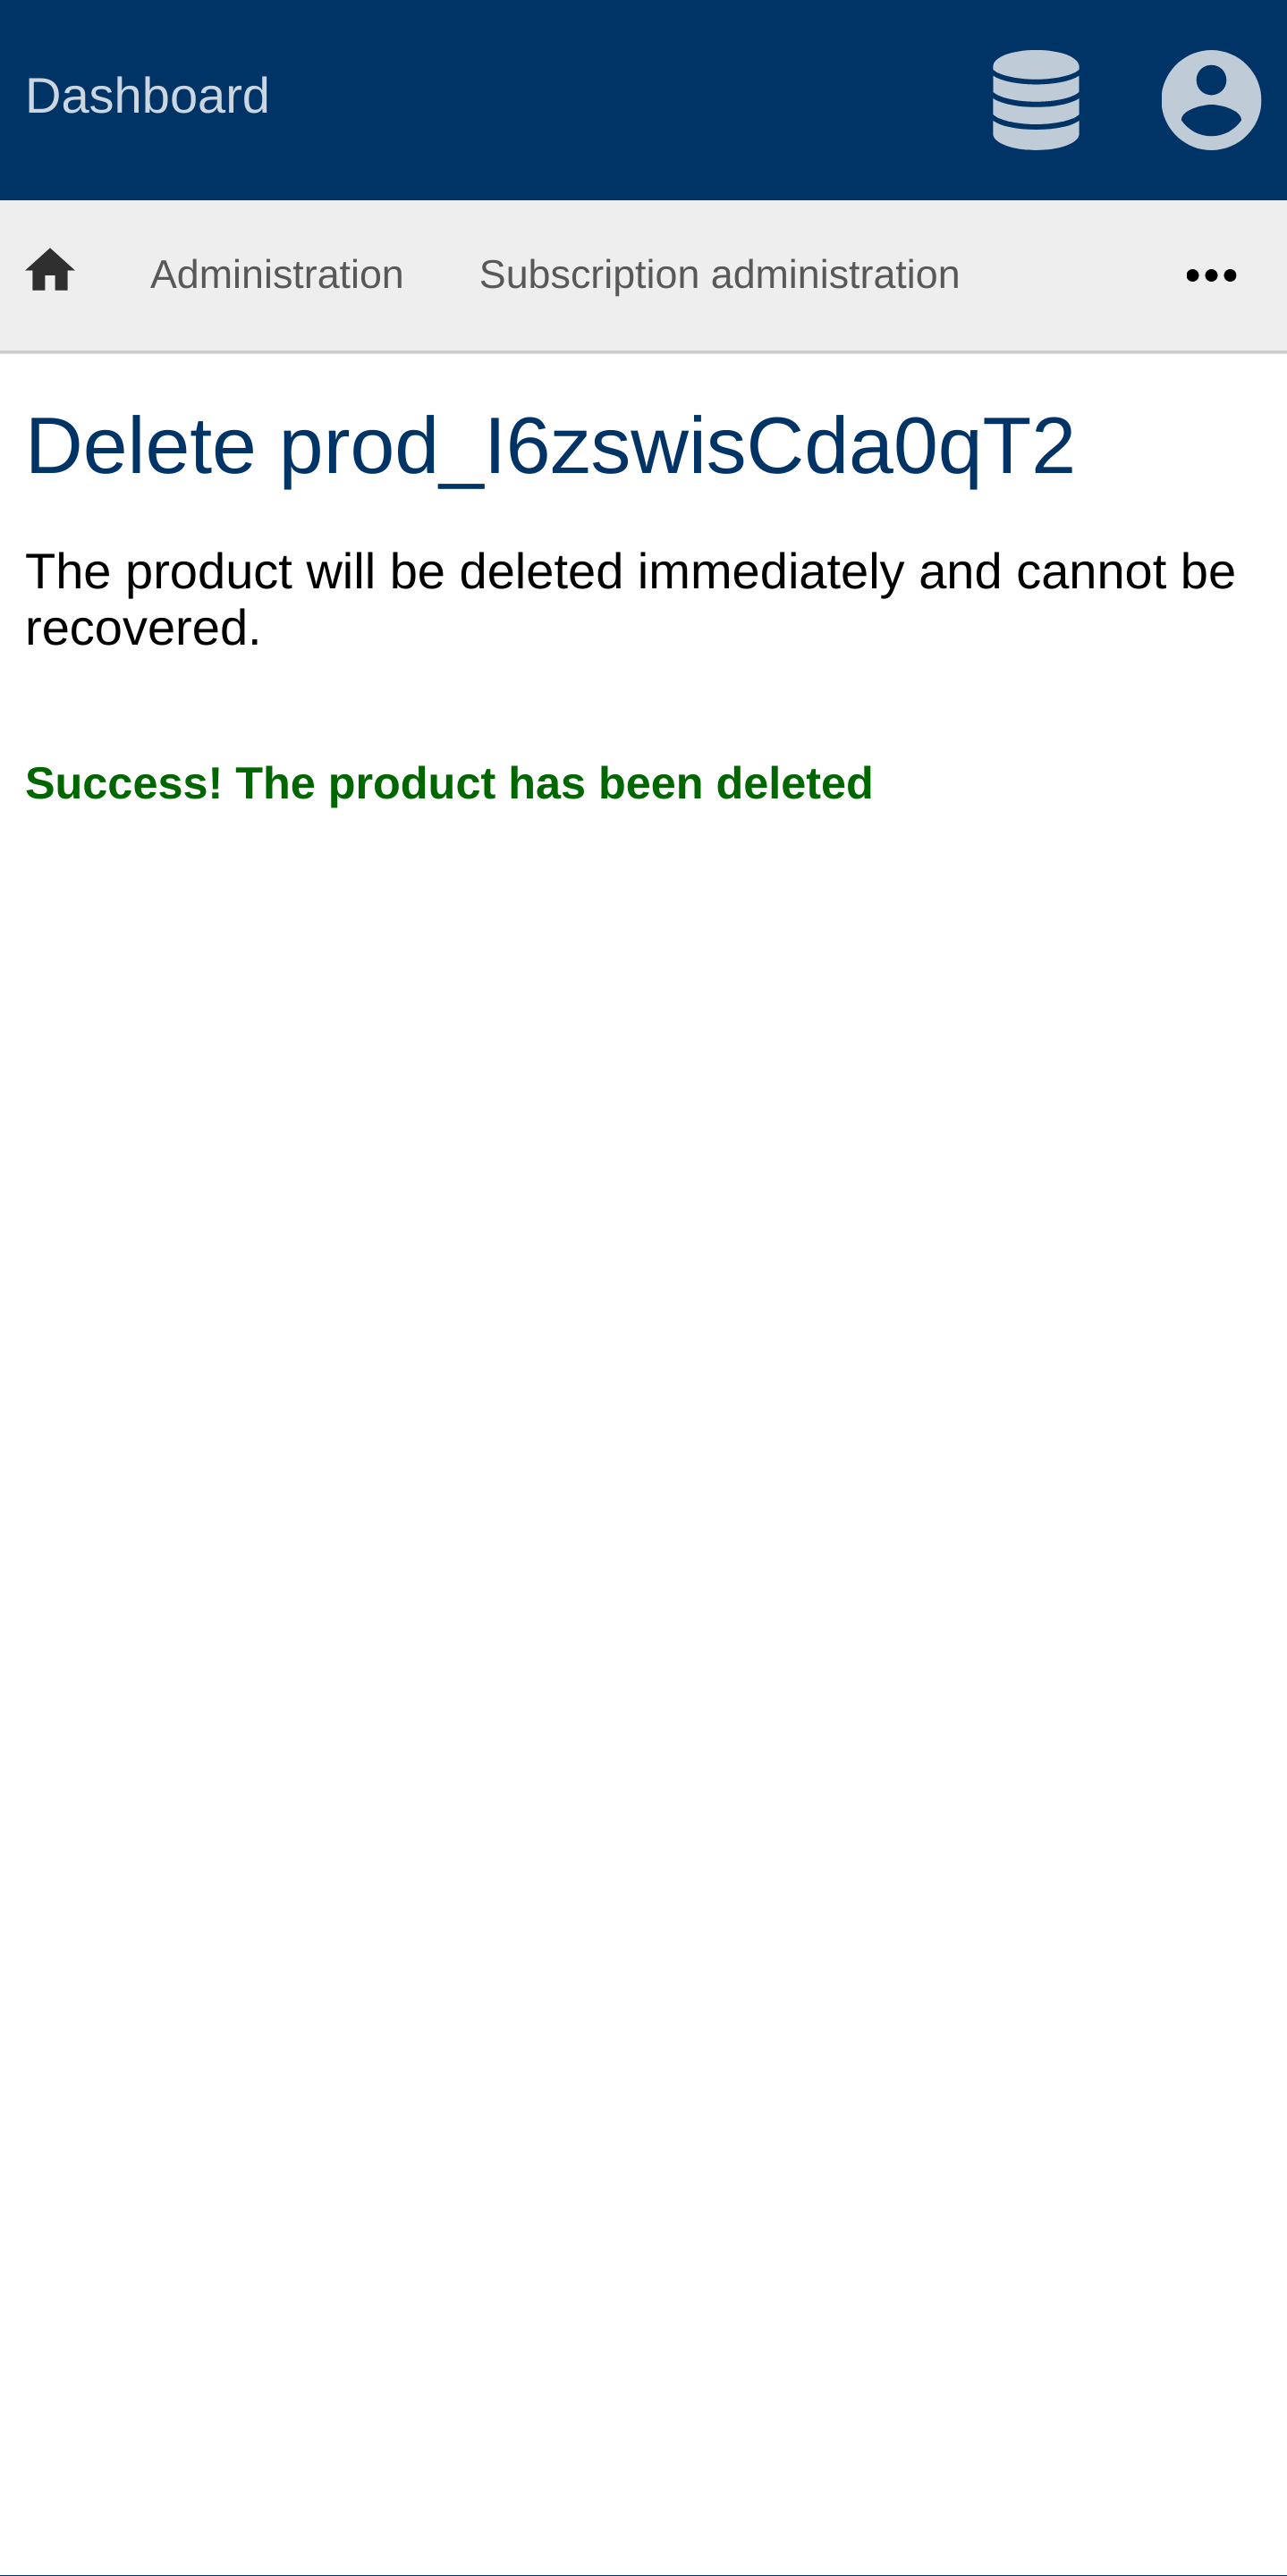 Dashboard
Administration Subscription administration
Delete prod_I6zswisCda0qT2
The product will be deleted immediately and cannot be
recovered.
Success! The product has been deleted